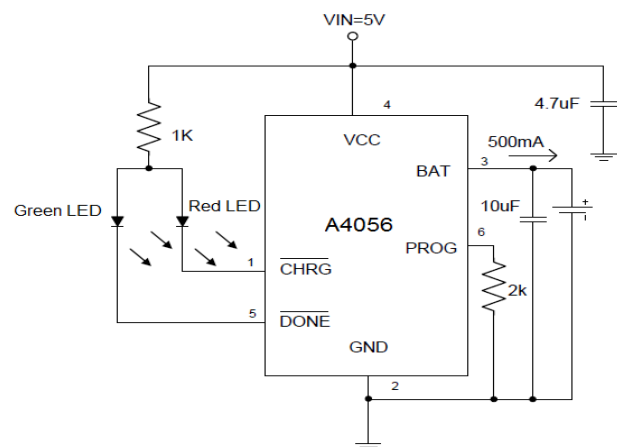 VIN=5V
4
4.7uF
1K
VCC
500mA
3
BAT
Green LED
Red LED
10uF
+
A4056
6
PROG
1
CHRG
2k
5
DONE
GND
2